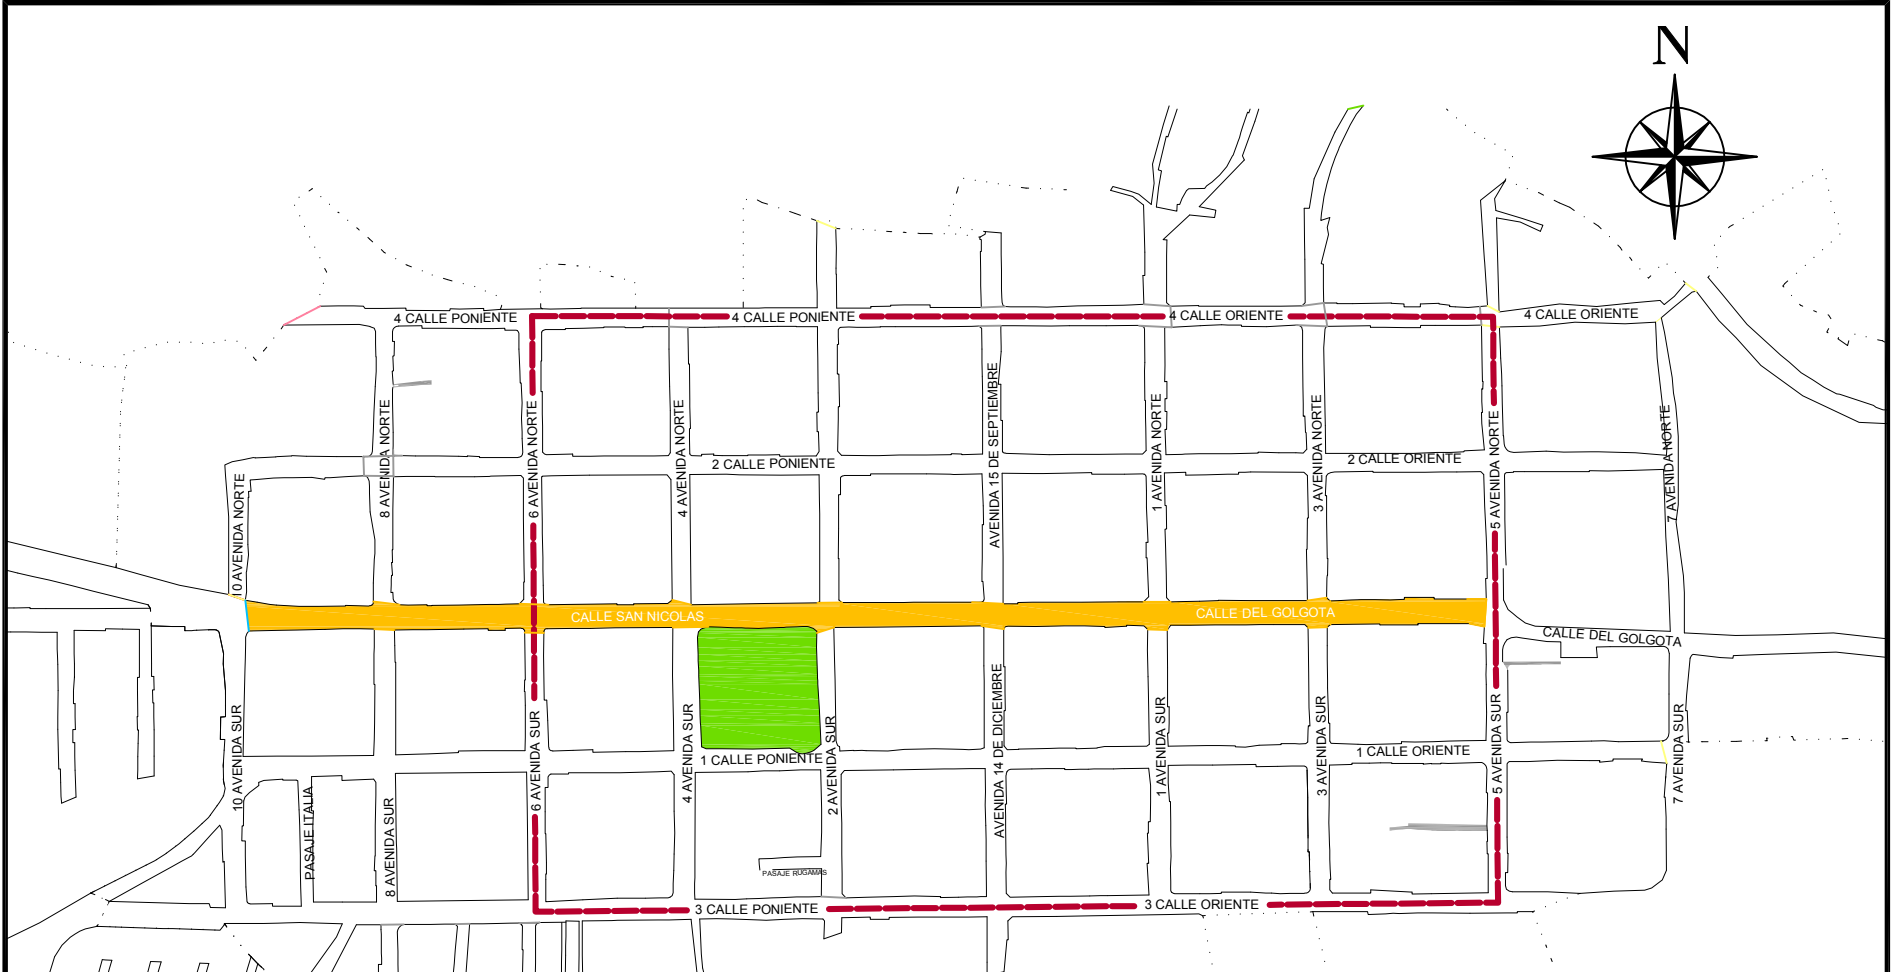 N
4 CALLE PONIENTE
4 CALLE PONIENTE
4 CALLE ORIENTE
4 CALLE ORIENTE
8 AVENIDA NORTE
6 AVENIDA NORTE
4 AVENIDA NORTE
AVENIDA 15 DE SEPTIEMBRE
1 AVENIDA NORTE
3 AVENIDA NORTE
5 AVENIDA NORTE
7 AVENIDA NORTE
10 AVENIDA NORTE
2 CALLE PONIENTE
2 CALLE ORIENTE
CALLE SAN NICOLAS
CALLE DEL GOLGOTA
CALLE DEL GOLGOTA
10 AVENIDA SUR
6 AVENIDA SUR
4 AVENIDA SUR
2 AVENIDA SUR
AVENIDA 14 DE DICIEMBRE
1 AVENIDA SUR
3 AVENIDA SUR
5 AVENIDA SUR
7 AVENIDA SUR
1 CALLE PONIENTE
1 CALLE ORIENTE
PASAJE ITALIA
8 AVENIDA SUR
PASAJE RUGAMAS
3 CALLE PONIENTE
3 CALLE ORIENTE